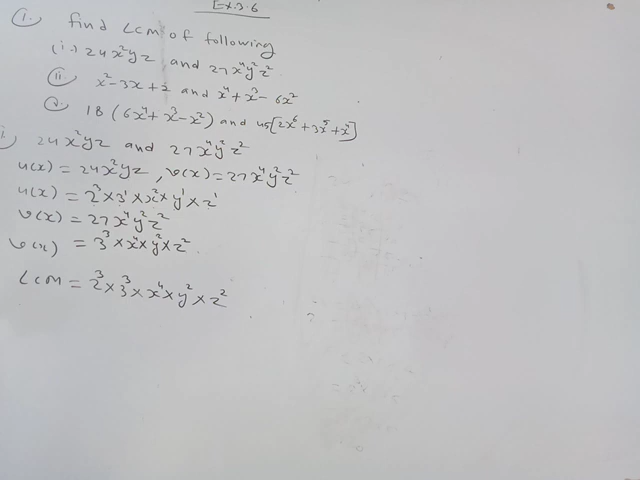 Ex.3.6
1. find LCM of following
(i) 24x²yz and 27x⁴y²z²
(ii) x²-3x+2 and x⁴+x³-6x²
18(6x⁴+x³-x²) and 45[2x⁶+3x⁵+x⁴]
24x²yz and 27x⁴y²z²
u(x) = 24x²yz, v(x) = 27x⁴y²z²
u(x) = 2³×3¹×x²×y¹×z¹
v(x) = 27x⁴y²z²
v(x) = 3³×x⁴×y²×z²
LCM = 2³×3³×x⁴×y²×z²